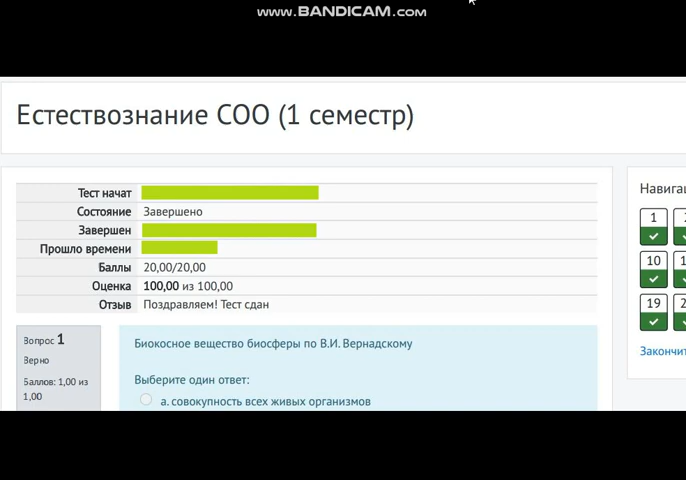 www.BANDICAM.com
Естествознание СОО (1 семестр)
Тест начат
Состояние Завершено
Завершен
Прошло времени
Баллы 20,00/20,00
Оценка 100,00 из 100,00
Отзыв Поздравляем! Тест сдан
Навига
1
10
19
Закончит
Вопрос 1
Верно
Баллов: 1,00 из
1,00
Биокосное вещество биосферы по В.И. Вернадскому
Выберите один ответ:
a. совокупность всех живых организмов